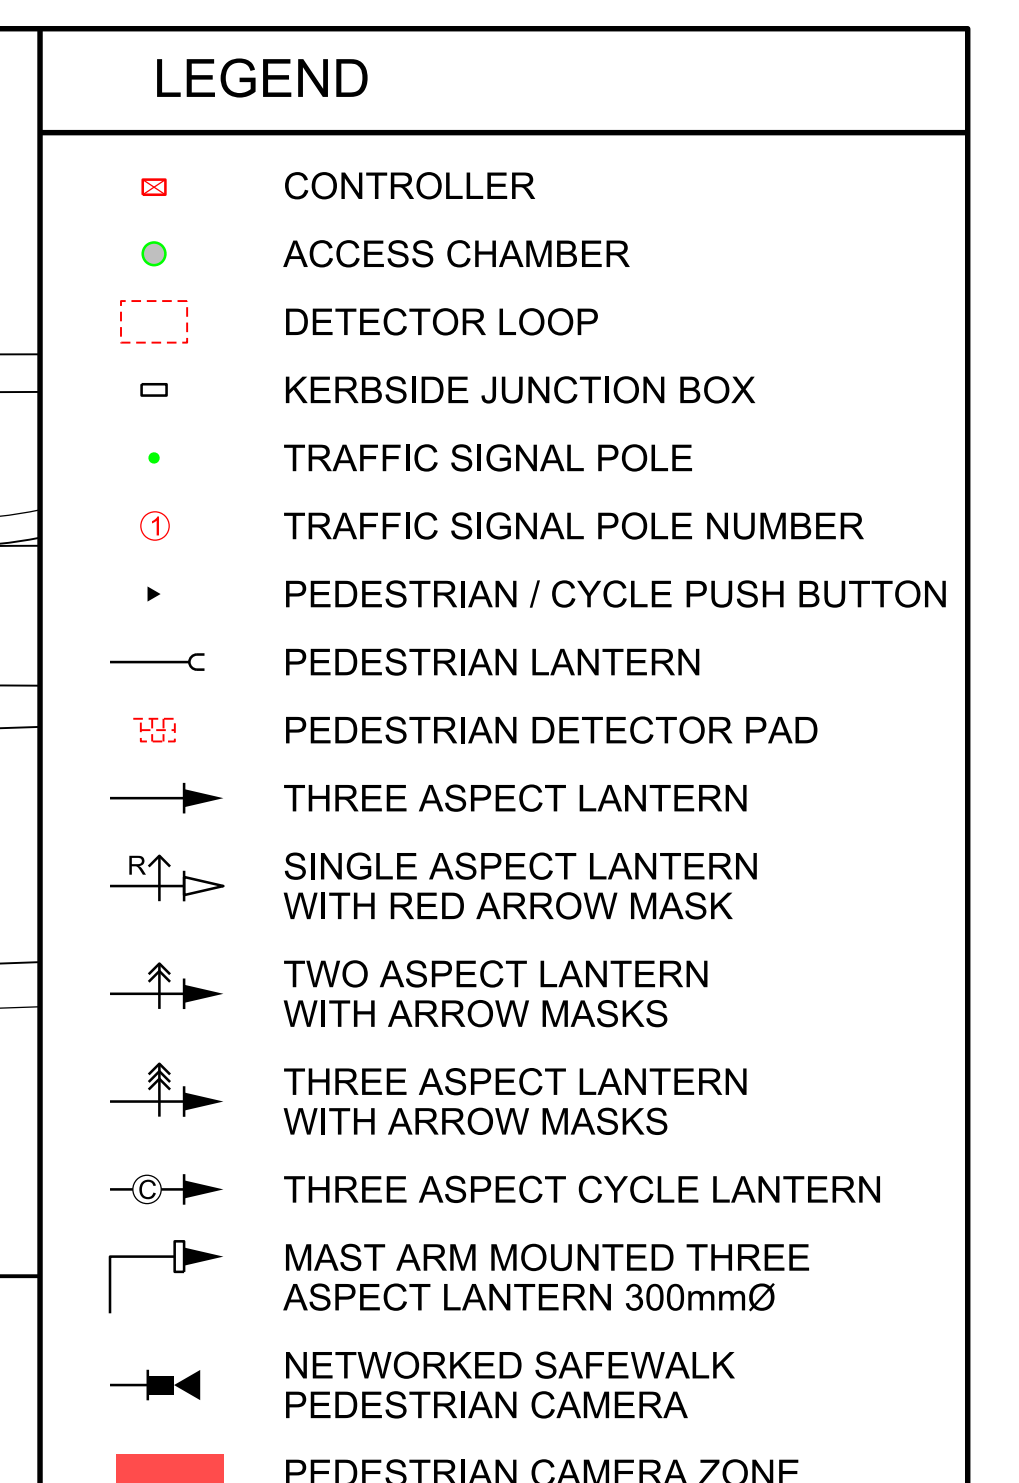 LEGEND
CONTROLLER
ACCESS CHAMBER
DETECTOR LOOP
KERBSIDE JUNCTION BOX
TRAFFIC SIGNAL POLE
1 TRAFFIC SIGNAL POLE NUMBER
PEDESTRIAN / CYCLE PUSH BUTTON
PEDESTRIAN LANTERN
PEDESTRIAN DETECTOR PAD
THREE ASPECT LANTERN
R SINGLE ASPECT LANTERN
WITH RED ARROW MASK
TWO ASPECT LANTERN
WITH ARROW MASKS
THREE ASPECT LANTERN
WITH ARROW MASKS
C THREE ASPECT CYCLE LANTERN
MAST ARM MOUNTED THREE
ASPECT LANTERN 300mmØ
NETWORKED SAFEWALK
PEDESTRIAN CAMERA
PEDESTRIAN CAMERA ZONE